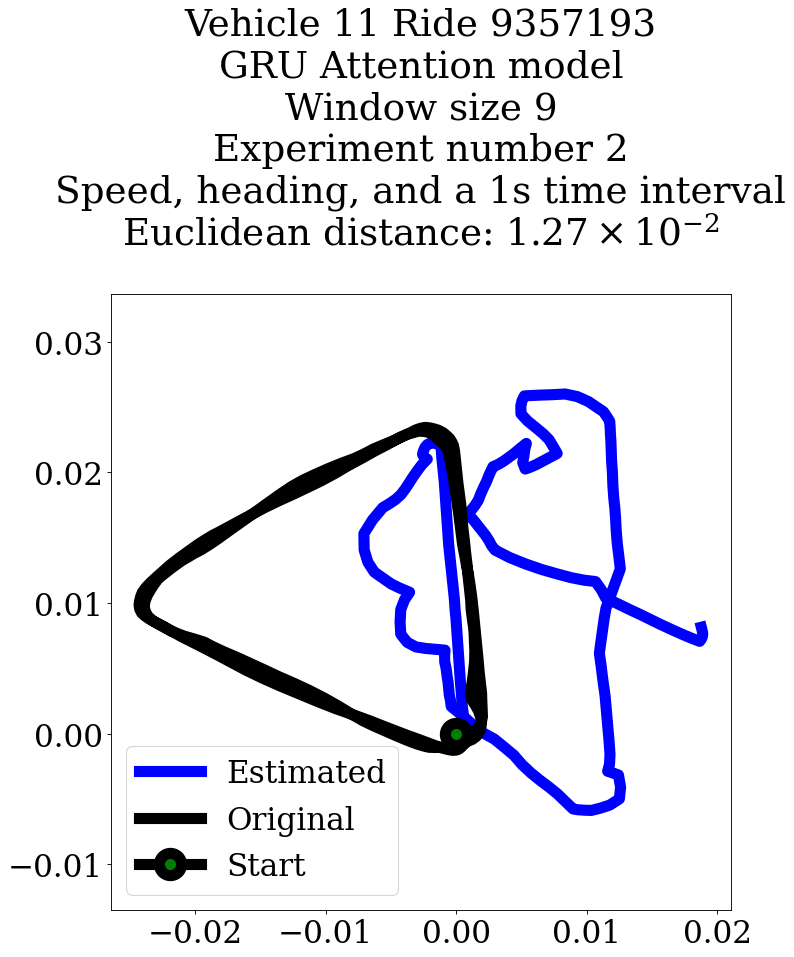 Vehicle 11 Ride 9357193
GRU Attention model
Window size 9
Experiment number 2
Speed, heading, and a 1s time interval
Euclidean distance: 1.27 × 10⁻²
0.03
0.02
0.01
0.00
−0.01
Estimated
Original
Start
−0.02 −0.01 0.00 0.01 0.02